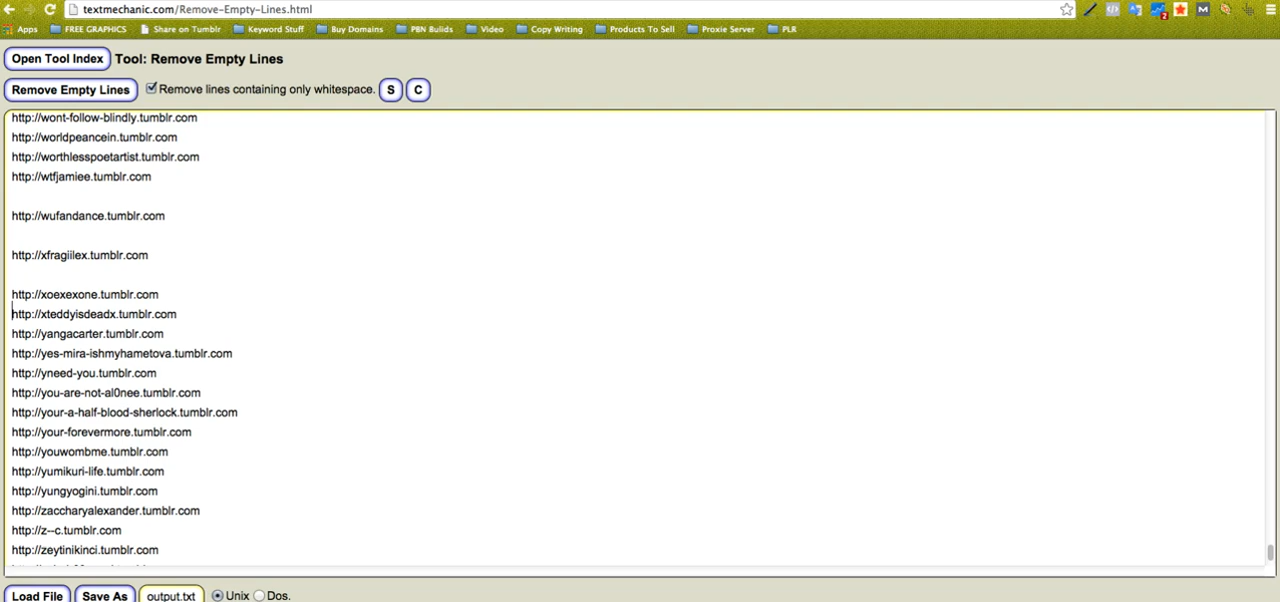 textmechanic.com/Remove-Empty-Lines.html
Apps FREE GRAPHICS Share on Tumblr Keyword Stuff Buy Domains PBN Builds Video Copy Writing Products To Sell Proxie Server PLR
Open Tool Index Tool: Remove Empty Lines
Remove Empty Lines Remove lines containing only whitespace. S C
http://wont-follow-blindly.tumblr.com
http://worldpeancein.tumblr.com
http://worthlesspoetartist.tumblr.com
http://wtfjamiee.tumblr.com
http://wufandance.tumblr.com
http://xfragiilex.tumblr.com
http://xoexexone.tumblr.com
http://xteddyisdeadx.tumblr.com
http://yangacarter.tumblr.com
http://yes-mira-ishmyhametova.tumblr.com
http://yneed-you.tumblr.com
http://you-are-not-al0nee.tumblr.com
http://your-a-half-blood-sherlock.tumblr.com
http://your-forevermore.tumblr.com
http://youwombme.tumblr.com
http://yumikuri-life.tumblr.com
http://yungyogini.tumblr.com
http://zaccharyalexander.tumblr.com
http://z--c.tumblr.com
http://zeytinikinci.tumblr.com
Load File Save As output.txt Unix Dos.